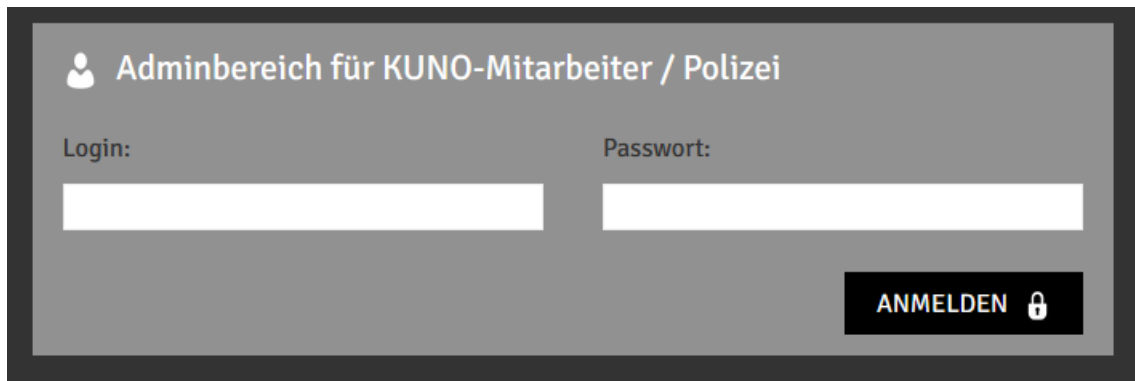 Adminbereich für KUNO-Mitarbeiter / Polizei
Login:
Passwort:
ANMELDEN